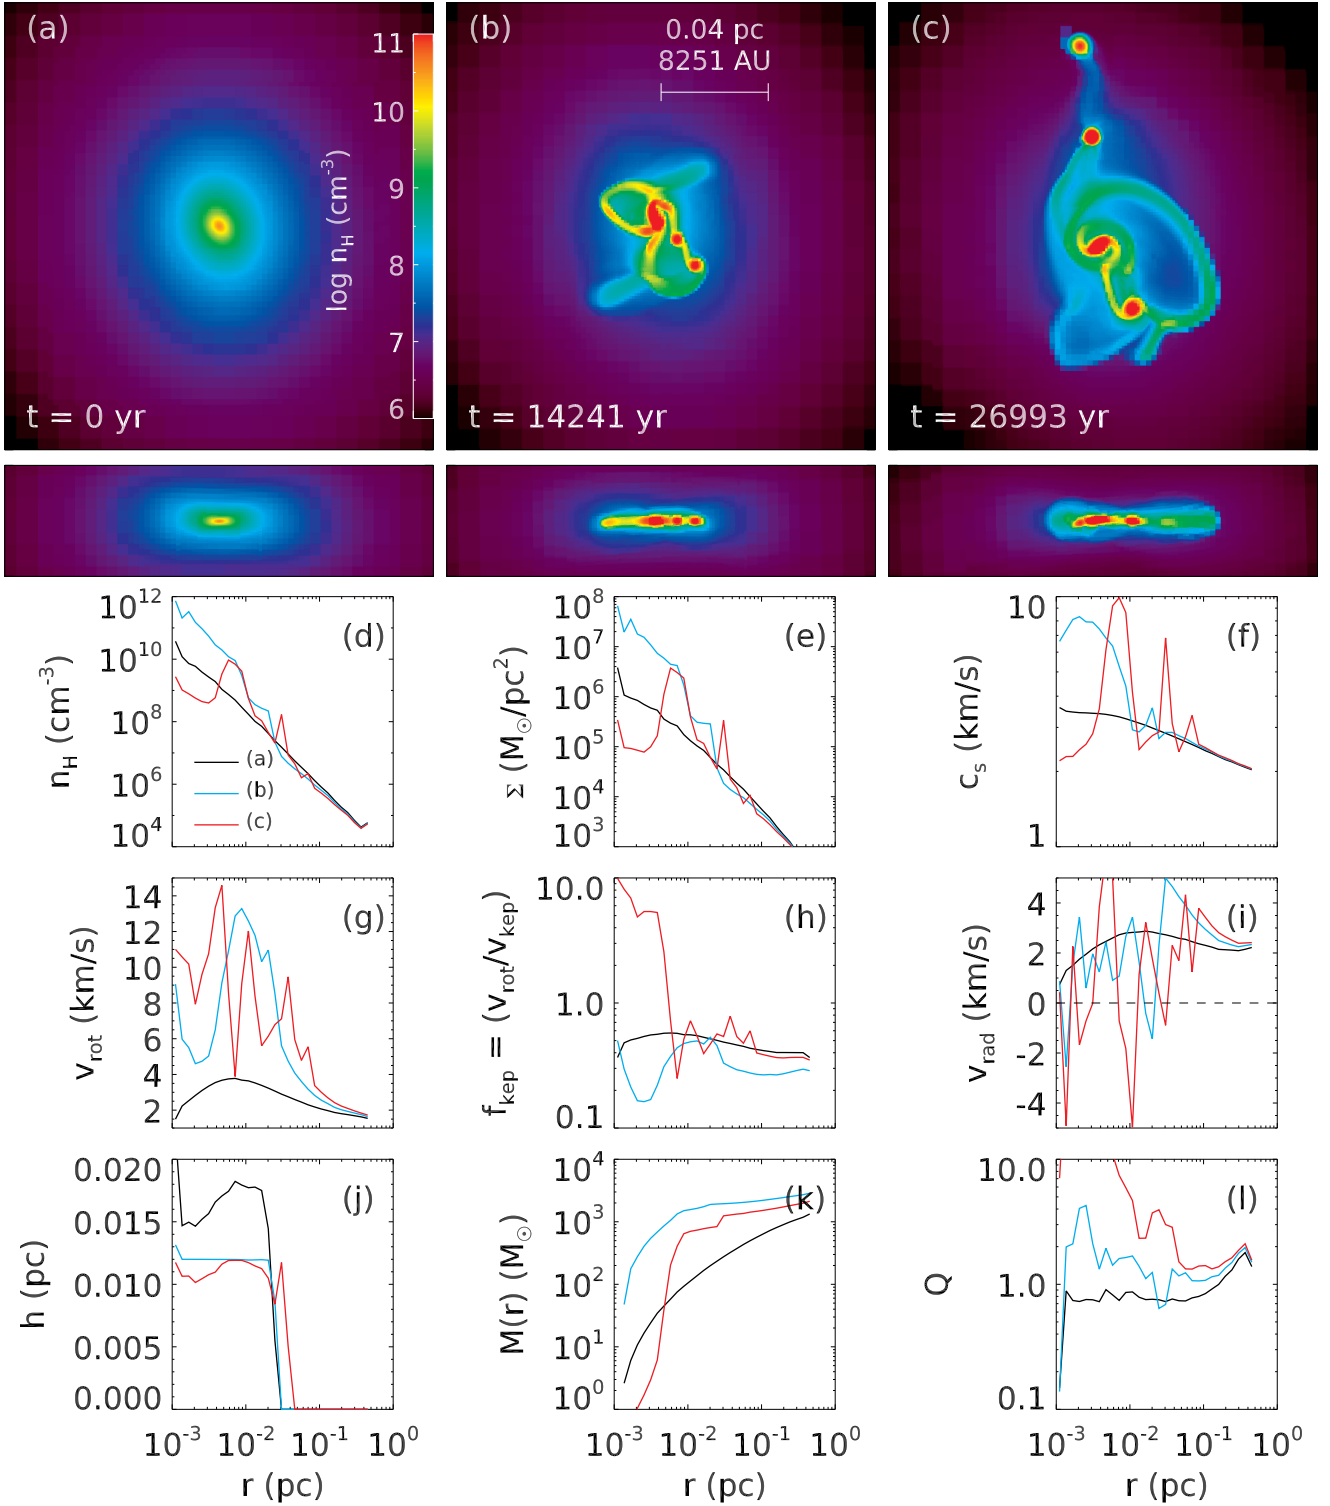 (a)
11
10
9
8
7
6
log n_H (cm^-3)
t = 0 yr
(b)
0.04 pc
8251 AU
t = 14241 yr
(c)
t = 26993 yr
10^12
10^10
10^8
10^6
10^4
n_H (cm^-3)
(d)
(a)
(b)
(c)
10^8
10^7
10^6
10^5
10^4
10^3
Σ (M_⊙/pc^2)
(e)
10
1
c_s (km/s)
(f)
14
12
10
8
6
4
2
v_rot (km/s)
(g)
10.0
1.0
0.1
f_kep = (v_rot/v_kep)
(h)
4
2
0
-2
-4
v_rad (km/s)
(i)
0.020
0.015
0.010
0.005
0.000
h (pc)
(j)
10^-3 10^-2 10^-1 10^0
r (pc)
10^4
10^3
10^2
10^1
10^0
M(r) (M_⊙)
(k)
10^-3 10^-2 10^-1 10^0
r (pc)
10.0
1.0
0.1
Q
(l)
10^-3 10^-2 10^-1 10^0
r (pc)